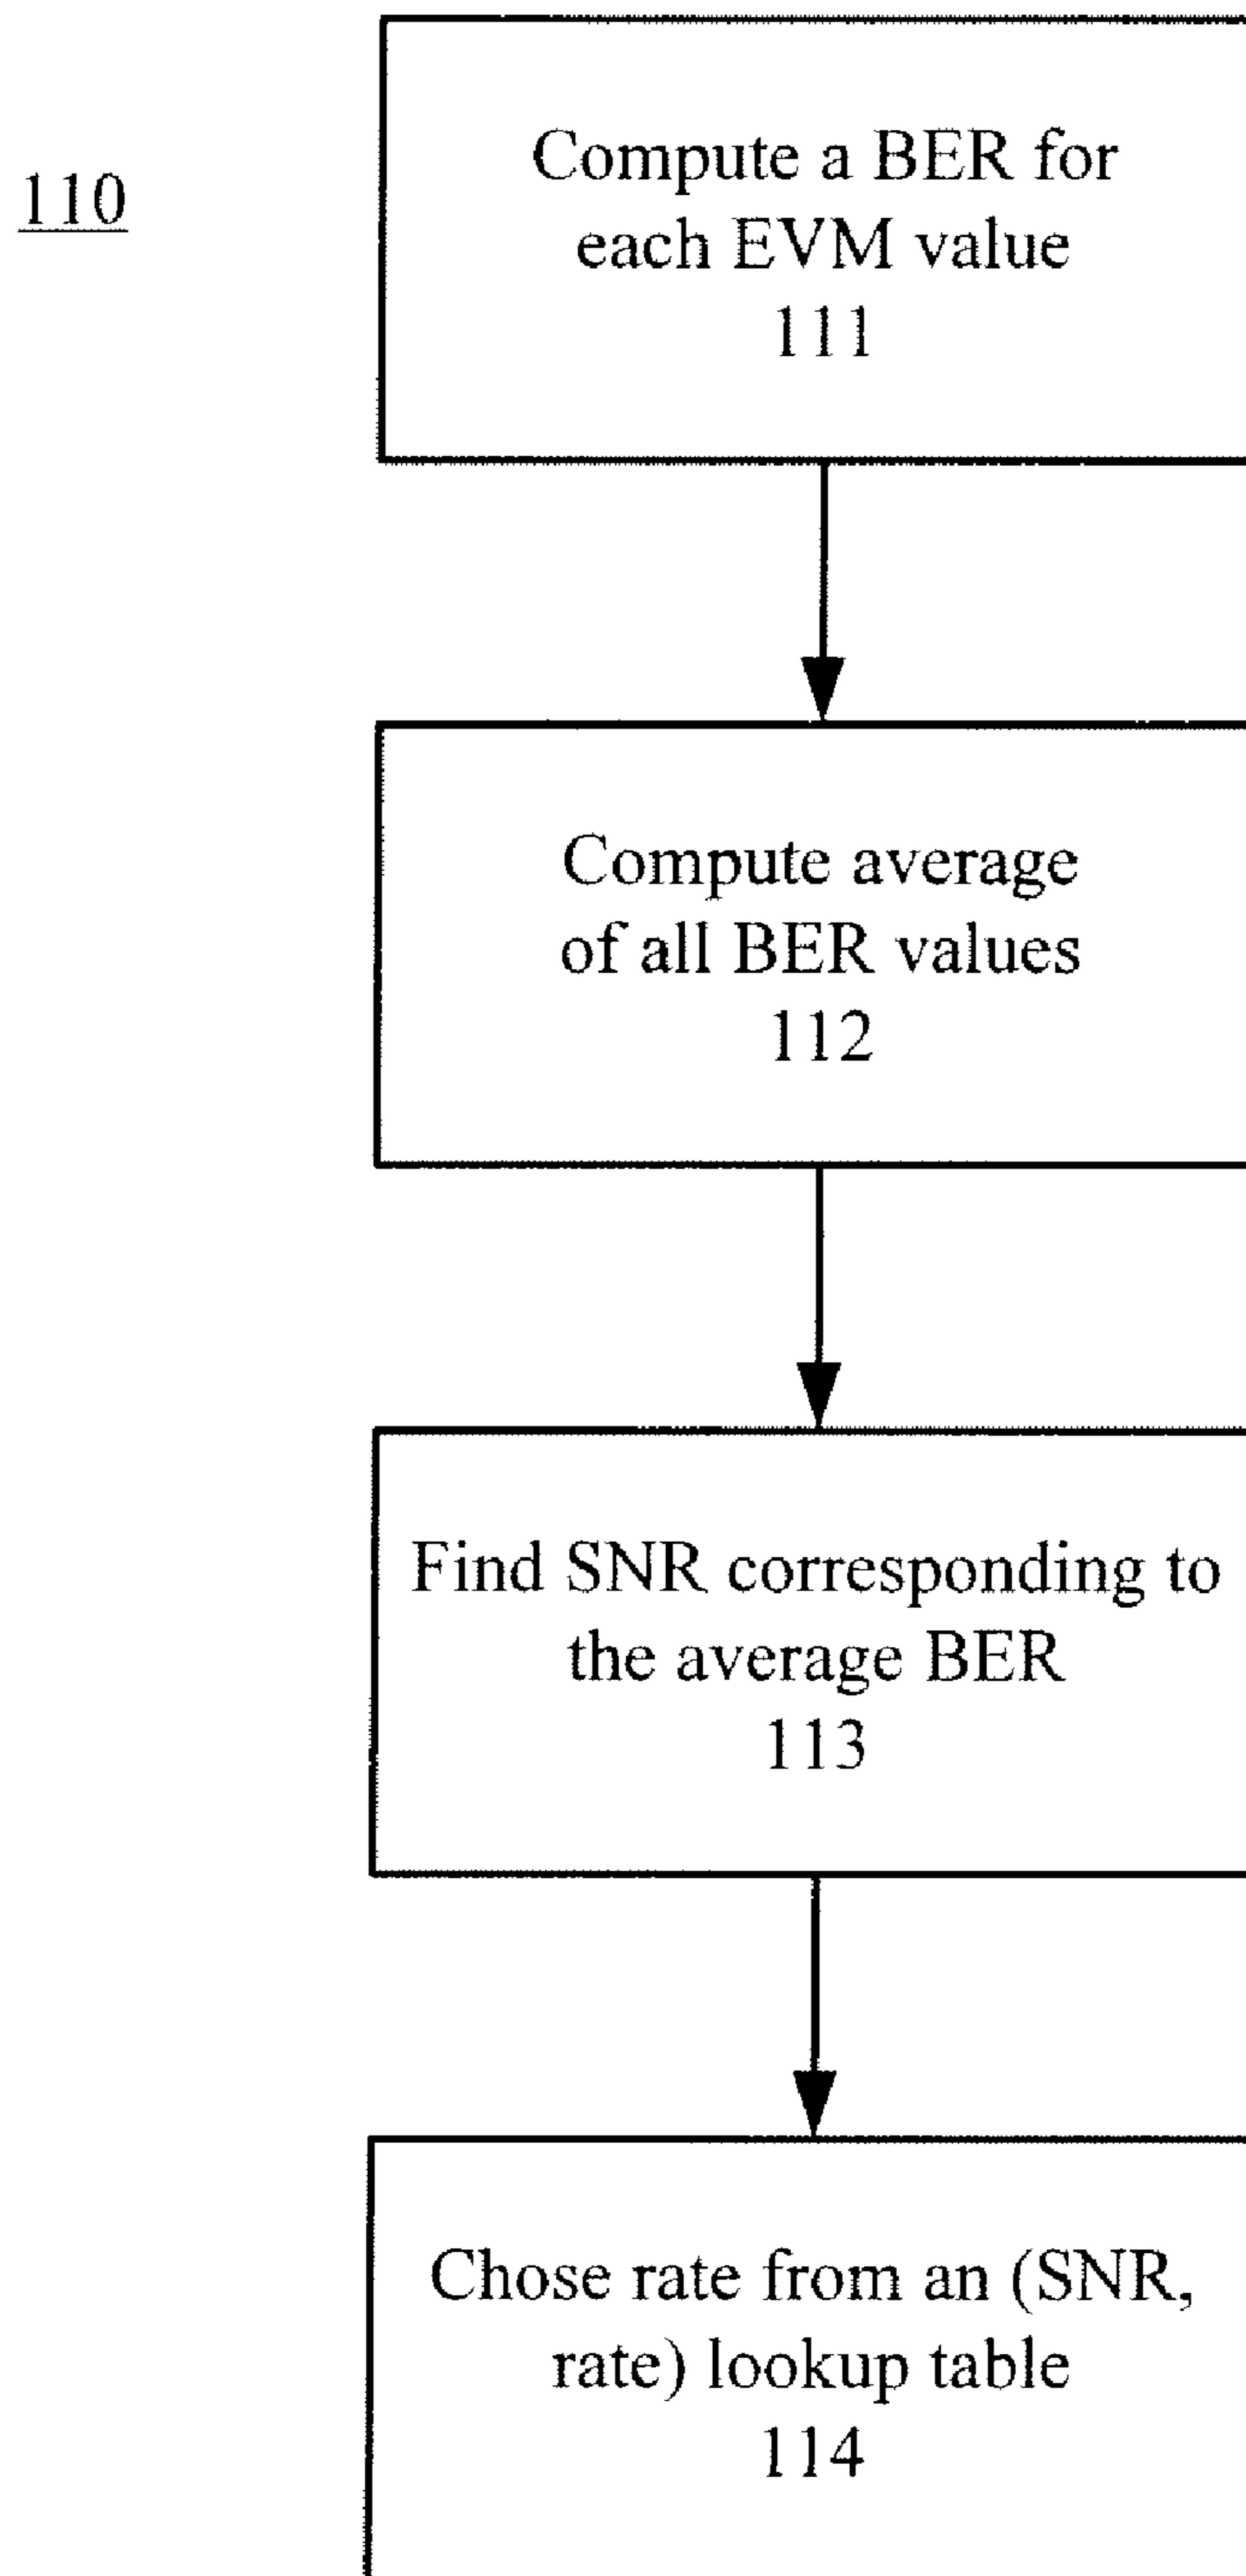 110
Compute a BER for
each EVM value
111
Compute average
of all BER values
112
Find SNR corresponding to
the average BER
113
Chose rate from an (SNR,
rate) lookup table
114